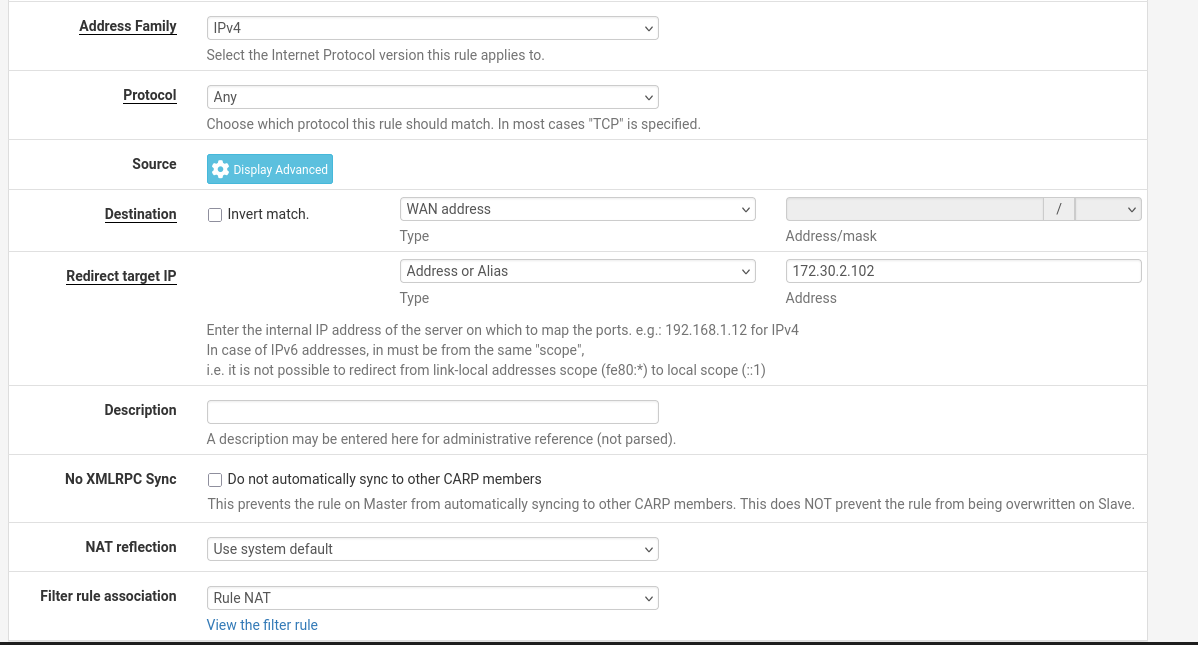 Address Family
IPv4
Select the Internet Protocol version this rule applies to.
Protocol
Any
Choose which protocol this rule should match. In most cases "TCP" is specified.
Source
Display Advanced
Destination
Invert match.
WAN address
/
Type
Address/mask
Redirect target IP
Address or Alias
172.30.2.102
Type
Address
Enter the internal IP address of the server on which to map the ports. e.g.: 192.168.1.12 for IPv4
In case of IPv6 addresses, in must be from the same "scope",
i.e. it is not possible to redirect from link-local addresses scope (fe80:*) to local scope (::1)
Description
A description may be entered here for administrative reference (not parsed).
No XMLRPC Sync
Do not automatically sync to other CARP members
This prevents the rule on Master from automatically syncing to other CARP members. This does NOT prevent the rule from being overwritten on Slave.
NAT reflection
Use system default
Filter rule association
Rule NAT
View the filter rule